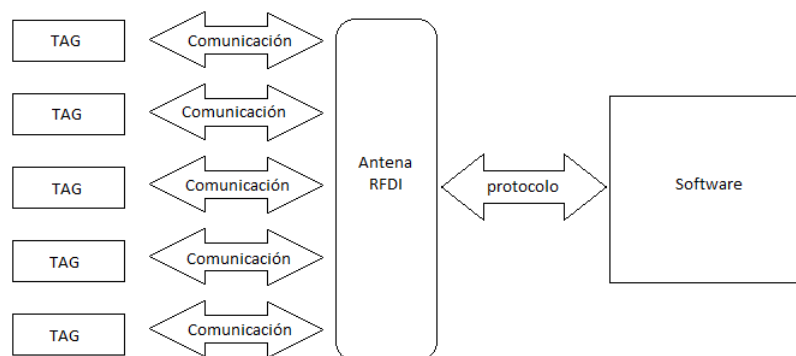 TAG
Comunicación
TAG
Comunicación
TAG
Comunicación
TAG
Comunicación
TAG
Comunicación
Antena
RFDI
protocolo
Software